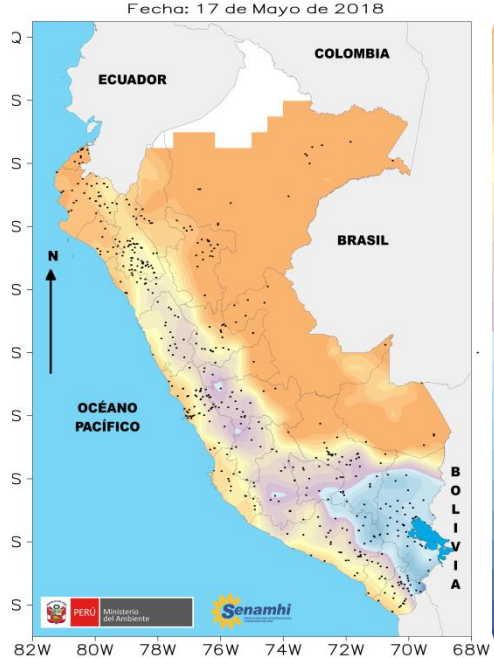 Fecha: 17 de Mayo de 2018
COLOMBIA
ECUADOR
BRASIL
N
OCÉANO
PACÍFICO
BOLIVIA
S
S
S
S
S
S
S
S
S
PERÚ
Ministerio
del Ambiente
Senamhi
82W 80W 78W 76W 74W 72W 70W 68W